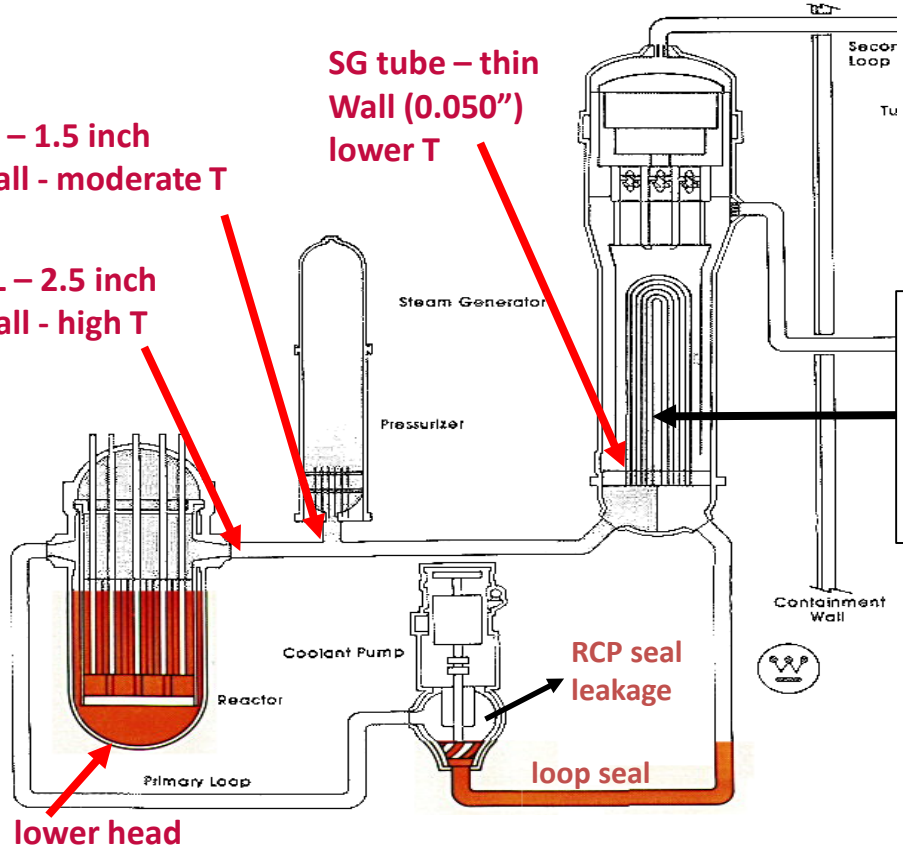 SG tube – thin
Wall (0.050”)
lower T
– 1.5 inch
all - moderate T
– 2.5 inch
all - high T
Secon
Loop
Tu
Steam Generator
Pressurizer
Containment
Wall
Coolant Pump
RCP seal
leakage
Reactor
loop seal
Primary Loop
lower head